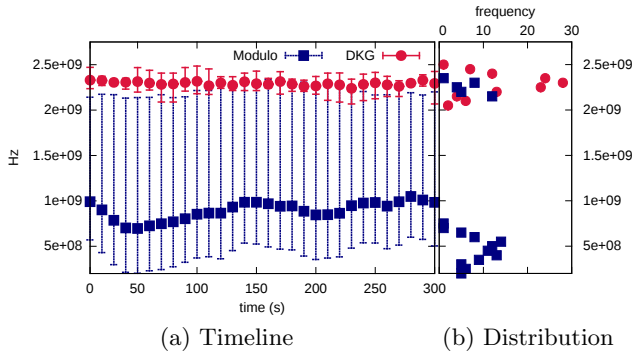 frequency
0 10 20 30
Modulo DKG
2.5e+09 2.5e+09
2e+09 2e+09
Hz
1.5e+09 1.5e+09
1e+09 1e+09
5e+08 5e+08
0 50 100 150 200 250 300
time (s)
(a) Timeline (b) Distribution